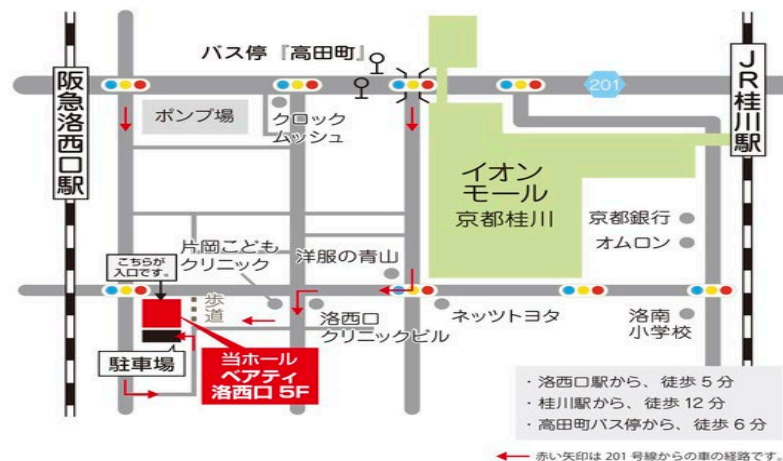 バス停『高田町』
201
阪急洛西口駅
JR桂川駅
ポンプ場
クロック
ムッシュ
イオン
モール
京都桂川
京都銀行
オムロン
片岡こども
クリニック
洋服の青山
こちらが
入口です。
歩道
洛西口
クリニックビル
ネッツトヨタ
洛南
小学校
駐車場
当ホール
ベアティ
洛西口 5F
・洛西口駅から、徒歩 5 分
・桂川駅から、徒歩 12 分
・高田町バス停から、徒歩 6 分
赤い矢印は 201 号線からの車の経路です。